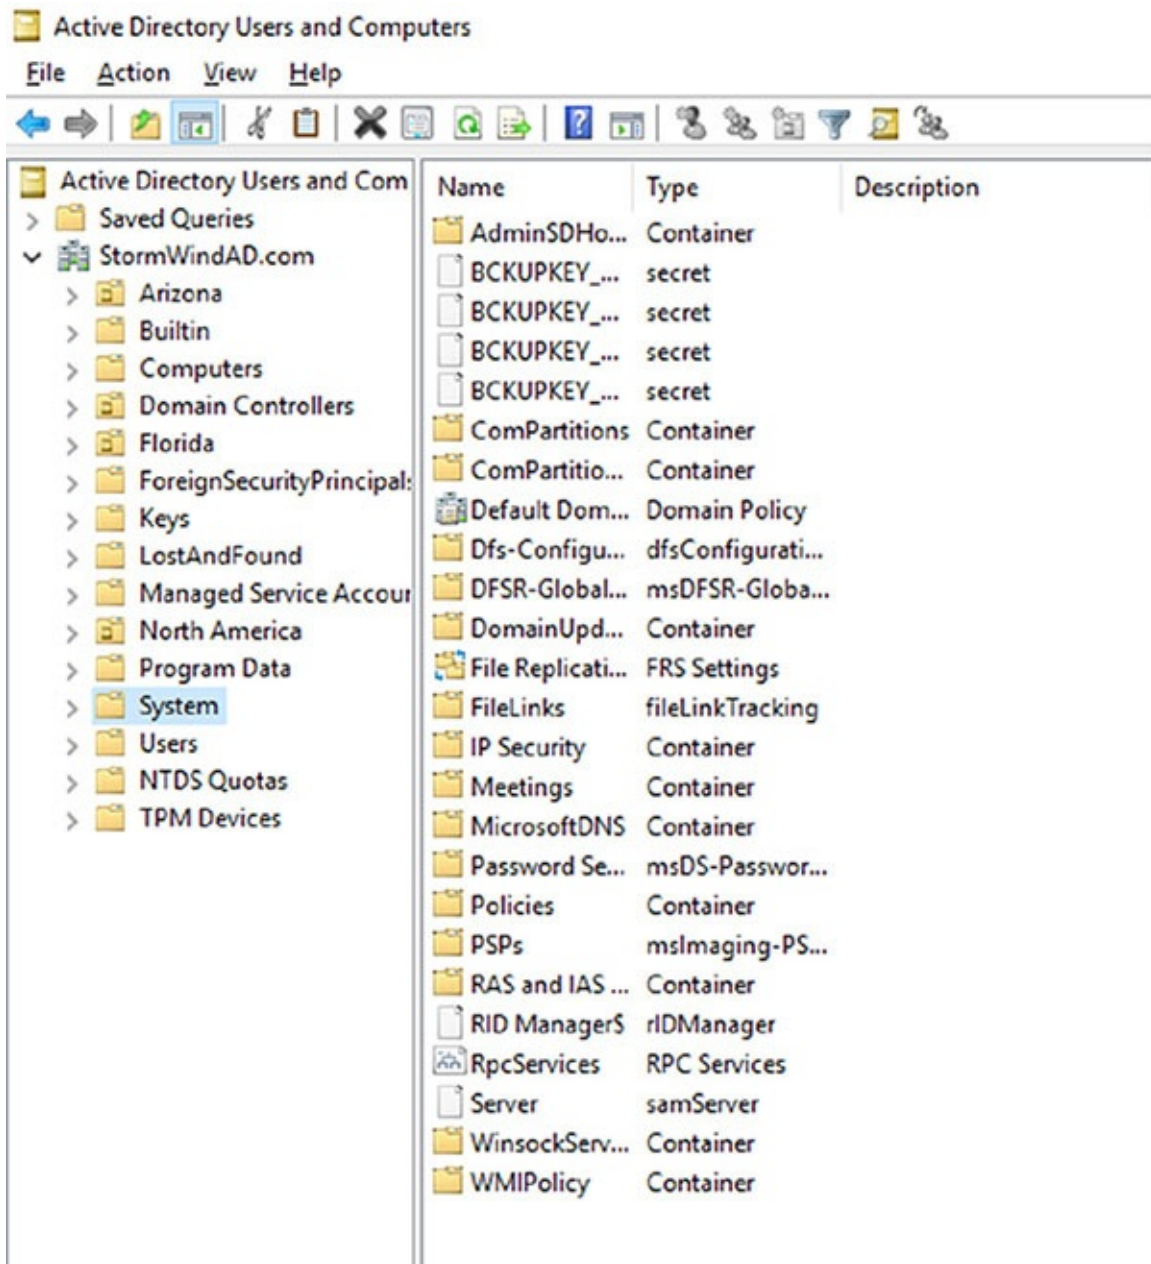 Active Directory Users and Computers
File Action View Help
Active Directory Users and Com
Saved Queries
StormWindAD.com
Arizona
Builtin
Computers
Domain Controllers
Florida
ForeignSecurityPrincipals
Keys
LostAndFound
Managed Service Accour
North America
Program Data
System
Users
NTDS Quotas
TPM Devices
Name Type Description
AdminSDHo... Container
BCKUPKEY_... secret
BCKUPKEY_... secret
BCKUPKEY_... secret
BCKUPKEY_... secret
ComPartitions Container
ComPartitio... Container
Default Dom... Domain Policy
Dfs-Configu... dfsConfigurati...
DFSR-Global... msDFSR-Globa...
DomainUpd... Container
File Replicati... FRS Settings
FileLinks fileLinkTracking
IP Security Container
Meetings Container
MicrosoftDNS Container
Password Se... msDS-Passwor...
Policies Container
PSPs msImaging-PS...
RAS and IAS ... Container
RID Manager$ rIDManager
RpcServices RPC Services
Server samServer
WinsockServ... Container
WMIPolicy Container